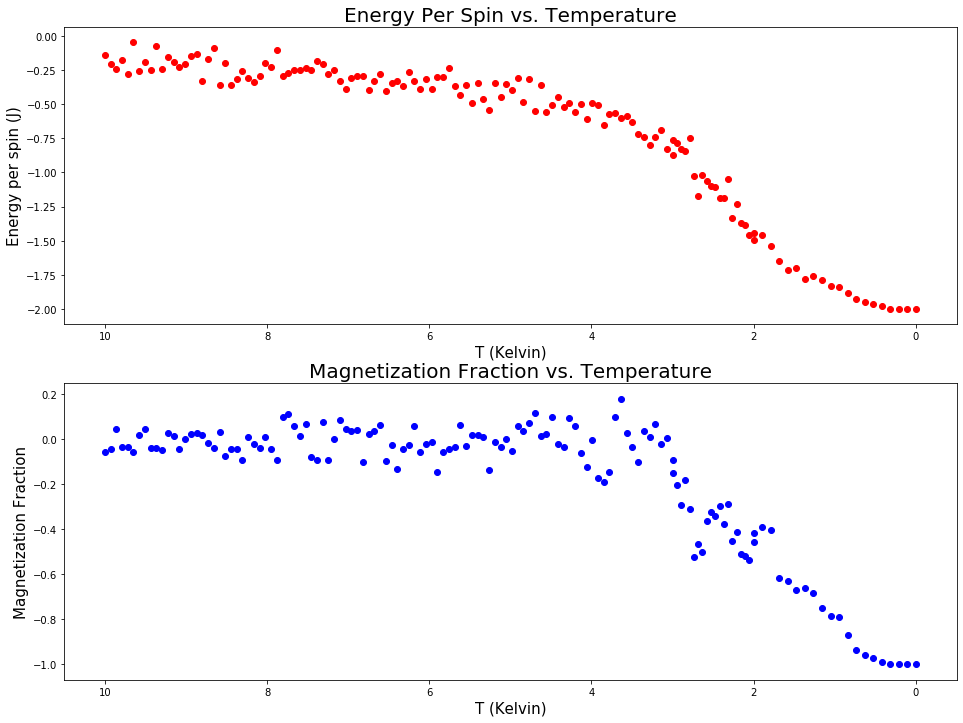 Energy Per Spin vs. Temperature
0.00
−0.25
−0.50
−0.75
−1.00
−1.25
−1.50
−1.75
−2.00
Energy per spin (J)
10 8 6 4 2 0
T (Kelvin)
Magnetization Fraction vs. Temperature
0.2
0.0
−0.2
−0.4
−0.6
−0.8
−1.0
Magnetization Fraction
10 8 6 4 2 0
T (Kelvin)